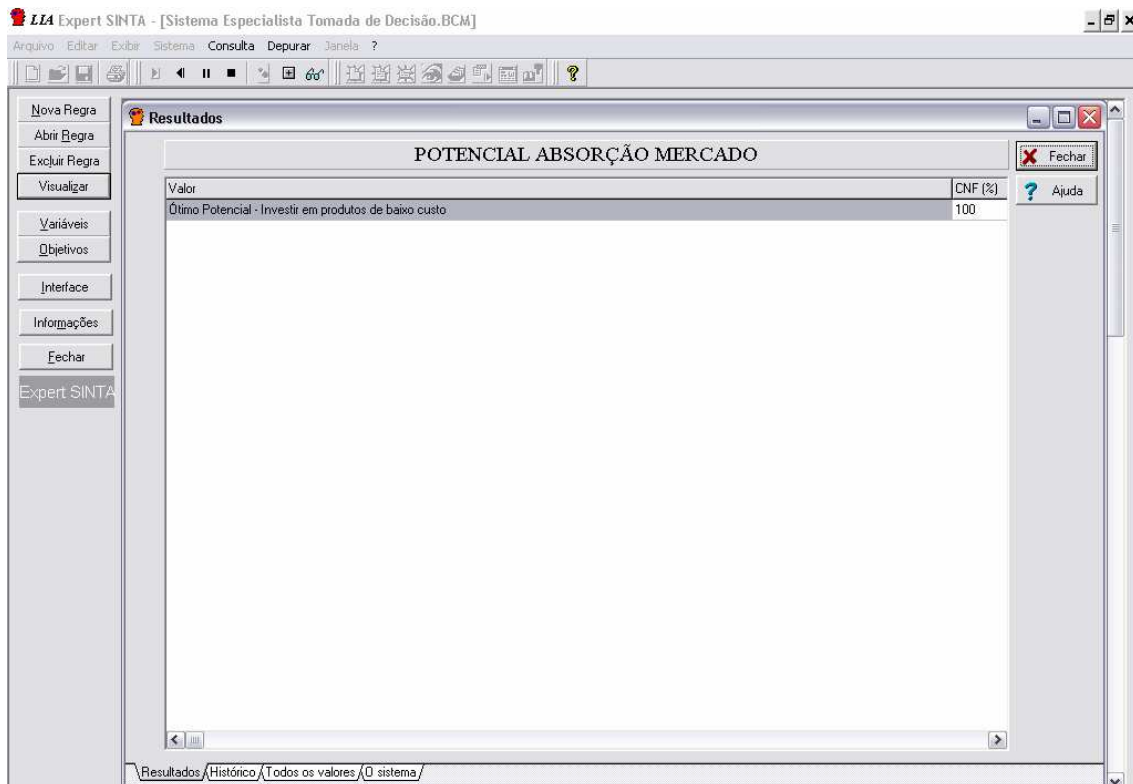 LIA Expert SINTA - [Sistema Especialista Tomada de Decisão.BCM]
Arquivo Editar Exibir Sistema Consulta Depurar Janela ?
Nova Regra
Abrir Regra
Excluir Regra
Visualizar
Variáveis
Objetivos
Interface
Informações
Fechar
Expert SINTA
Resultados
POTENCIAL ABSORÇÃO MERCADO
Fechar
Ajuda
Valor CNF (%)
Ótimo Potencial - Investir em produtos de baixo custo 100
Resultados Histórico Todos os valores O sistema